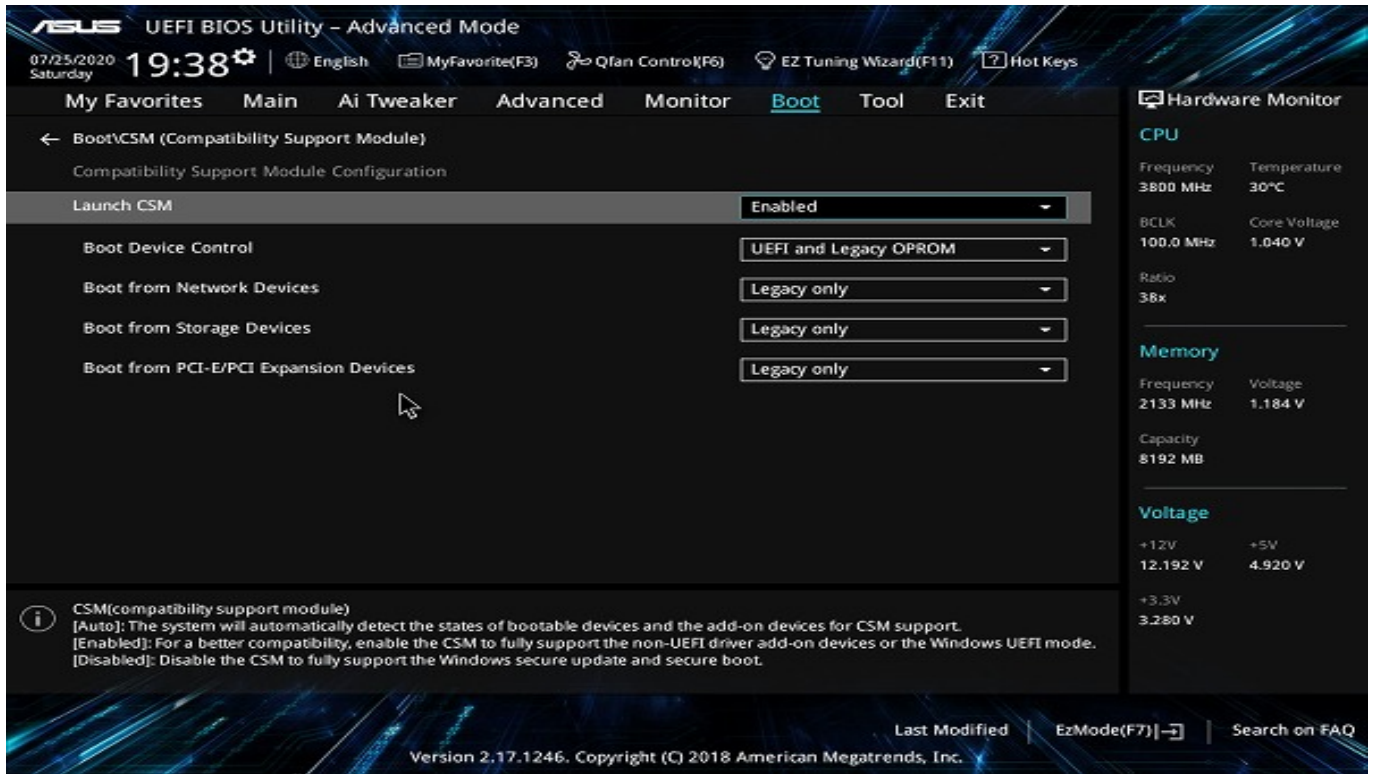 ASUS UEFI BIOS Utility – Advanced Mode
07/25/2020
Saturday
19:38
English
MyFavorite(F3)
Qfan Control(F6)
EZ Tuning Wizard(F11)
? Hot Keys
My Favorites Main Ai Tweaker Advanced Monitor Boot Tool Exit
← Boot\CSM (Compatibility Support Module)
Compatibility Support Module Configuration
Launch CSM Enabled
Boot Device Control UEFI and Legacy OPROM
Boot from Network Devices Legacy only
Boot from Storage Devices Legacy only
Boot from PCI-E/PCI Expansion Devices Legacy only
Hardware Monitor
CPU
Frequency Temperature
3800 MHz 30°C
BCLK Core Voltage
100.0 MHz 1.040 V
Ratio
38x
Memory
Frequency Voltage
2133 MHz 1.184 V
Capacity
8192 MB
Voltage
+12V +5V
12.192 V 4.920 V
+3.3V
3.280 V
CSM(compatibility support module)
[Auto]: The system will automatically detect the states of bootable devices and the add-on devices for CSM support.
[Enabled]: For a better compatibility, enable the CSM to fully support the non-UEFI driver add-on devices or the Windows UEFI mode.
[Disabled]: Disable the CSM to fully support the Windows secure update and secure boot.
Last Modified EzMode(F7) Search on FAQ
Version 2.17.1246. Copyright (C) 2018 American Megatrends, Inc.